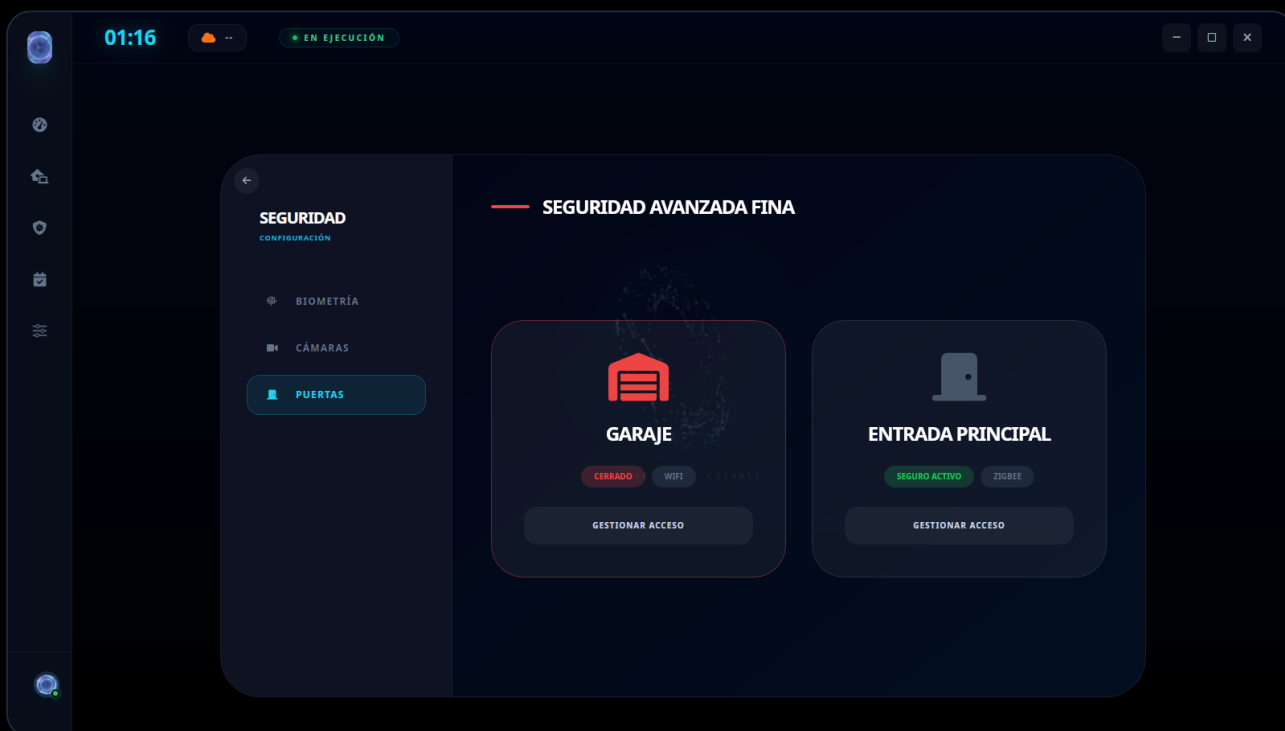 01:16
--
EN EJECUCIÓN
SEGURIDAD
CONFIGURACIÓN
BIOMETRÍA
CÁMARAS
PUERTAS
SEGURIDAD AVANZADA FINA
GARAJE
CERRADO
WIFI
ESTABLE
GESTIONAR ACCESO
ENTRADA PRINCIPAL
SEGURO ACTIVO
ZIGBEE
GESTIONAR ACCESO